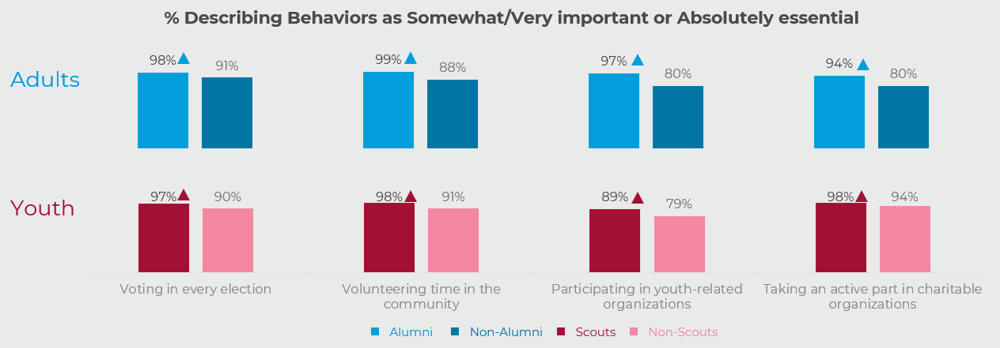 % Describing Behaviors as Somewhat/Very important or Absolutely essential
Adults
98% 91% 99% 88% 97% 80% 94% 80%
Youth
97% 90% 98% 91% 89% 79% 98% 94%
Voting in every election
Volunteering time in the
community
Participating in youth-related
organizations
Taking an active part in charitable
organizations
Alumni Non-Alumni Scouts Non-Scouts